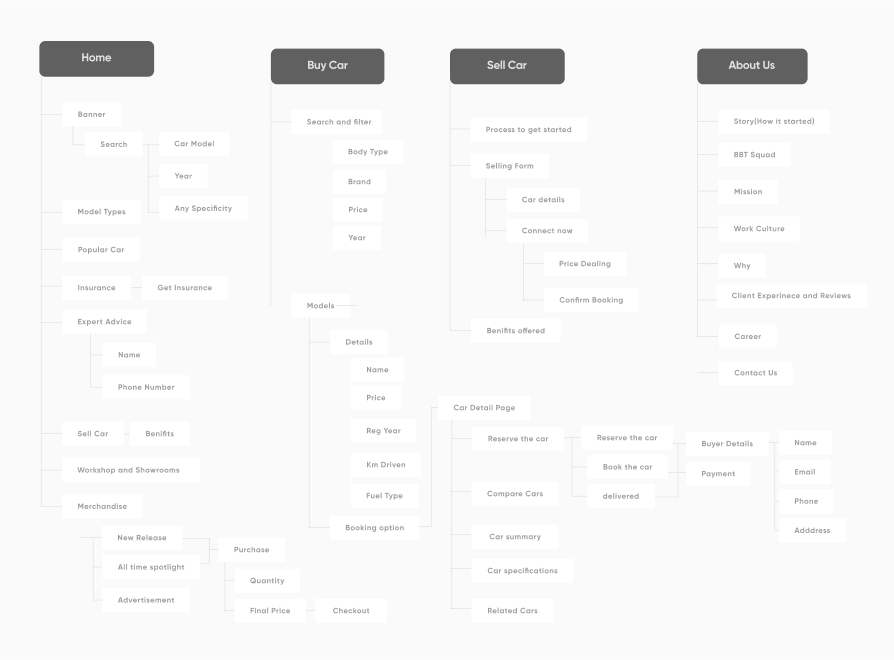 Home
Banner
Search
Car Model
Year
Any Specificity
Model Types
Popular Car
Insurance
Get Insurance
Expert Advice
Name
Phone Number
Sell Car
Benifits
Workshop and Showrooms
Merchandise
New Release
All time spotlight
Advertisement
Purchase
Quantity
Final Price
Checkout
Buy Car
Search and filter
Body Type
Brand
Price
Year
Models
Details
Name
Price
Reg Year
Km Driven
Fuel Type
Booking option
Car Detail Page
Reserve the car
Reserve the car
Book the car
delivered
Buyer Details
Payment
Name
Email
Phone
Adddress
Compare Cars
Car summary
Car specifications
Related Cars
Sell Car
Process to get started
Selling Form
Car details
Connect now
Price Dealing
Confirm Booking
Benifits offered
About Us
Story(How it started)
BBT Squad
Mission
Work Culture
Why
Client Experinece and Reviews
Career
Contact Us